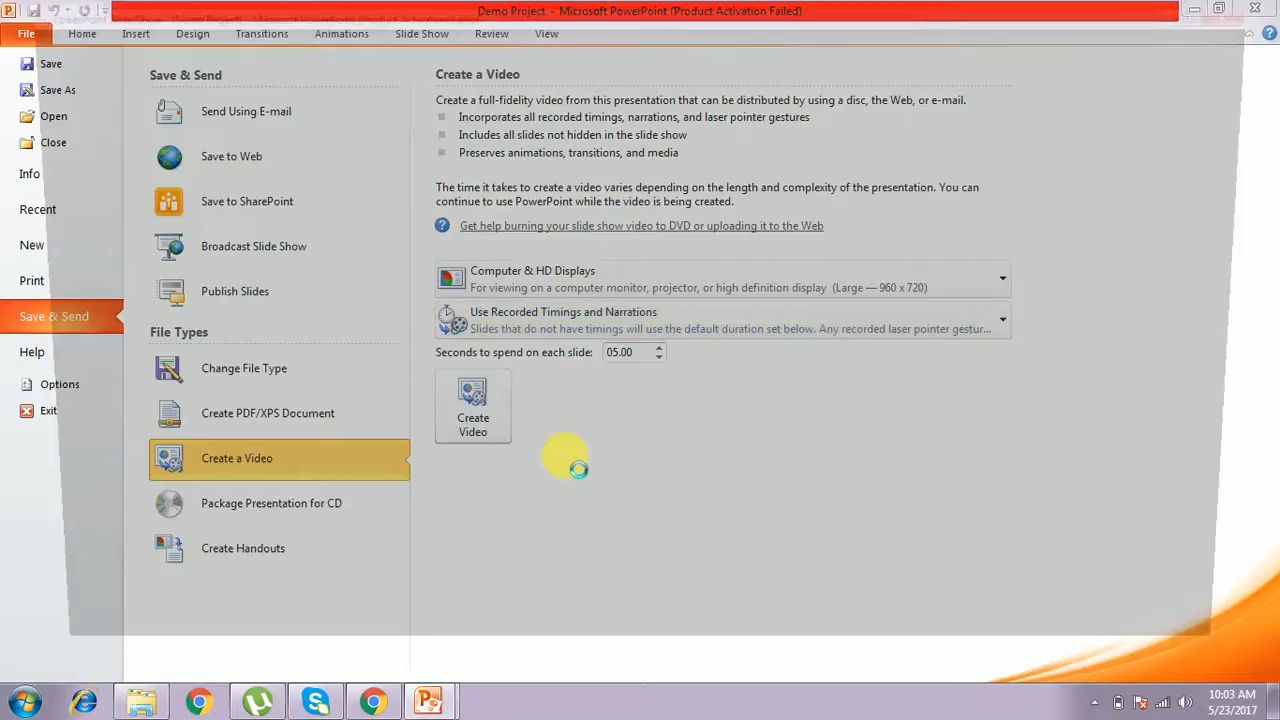 Demo Project - Microsoft PowerPoint (Product Activation Failed)
File Home Insert Design Transitions Animations Slide Show Review View
Save
Save As
Open
Close
Info
Recent
New
Print
Save & Send
Help
Options
Exit
Save & Send
Send Using E-mail
Save to Web
Save to SharePoint
Broadcast Slide Show
Publish Slides
File Types
Change File Type
Create PDF/XPS Document
Create a Video
Package Presentation for CD
Create Handouts
Create a Video
Create a full-fidelity video from this presentation that can be distributed by using a disc, the Web, or e-mail.
Incorporates all recorded timings, narrations, and laser pointer gestures
Includes all slides not hidden in the slide show
Preserves animations, transitions, and media
The time it takes to create a video varies depending on the length and complexity of the presentation. You can
continue to use PowerPoint while the video is being created.
Get help burning your slide show video to DVD or uploading it to the Web
Computer & HD Displays
For viewing on a computer monitor, projector, or high definition display (Large — 960 x 720)
Use Recorded Timings and Narrations
Slides that do not have timings will use the default duration set below. Any recorded laser pointer gestur...
Seconds to spend on each slide: 05.00
Create
Video
10:03 AM
5/23/2017